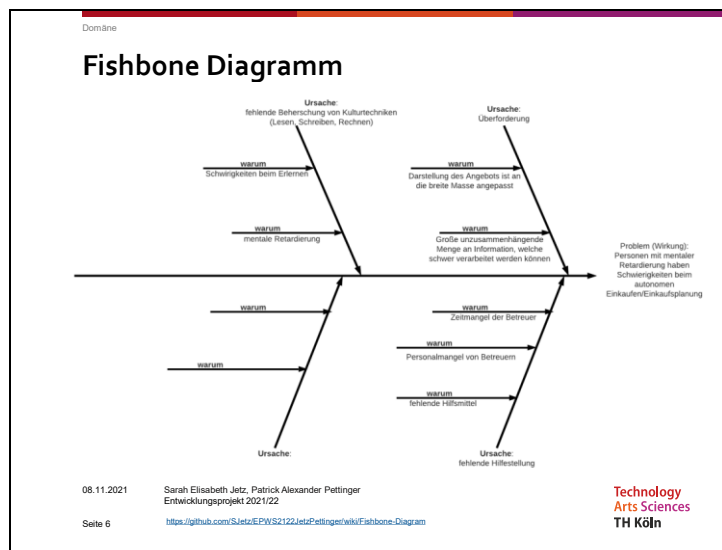 Domäne
Fishbone Diagramm
Ursache:
fehlende Beherschung von Kulturtechniken
(Lesen, Schreiben, Rechnen)
Ursache:
Überforderung
warum
Schwirigkeiten beim Erlernen
warum
Darstellung des Angebots ist an
die breite Masse angepasst
warum
mentale Retardierung
warum
Große unzusammenhängende
Menge an Information, welche
schwer verarbeitet werden können
Problem (Wirkung):
Personen mit mentaler
Retardierung haben
Schwierigkeiten beim
autonomen
Einkaufen/Einkaufsplanung
warum
warum
Zeitmangel der Betreuer
warum
Personalmangel von Betreuern
warum
warum
fehlende Hilfsmittel
Ursache:
Ursache:
fehlende Hilfestellung
08.11.2021
Sarah Elisabeth Jetz, Patrick Alexander Pettinger
Entwicklungsprojekt 2021/22
Seite 6
https://github.com/SJetz/EPWS2122JetzPettinger/wiki/Fishbone-Diagram
Technology
Arts Sciences
TH Köln